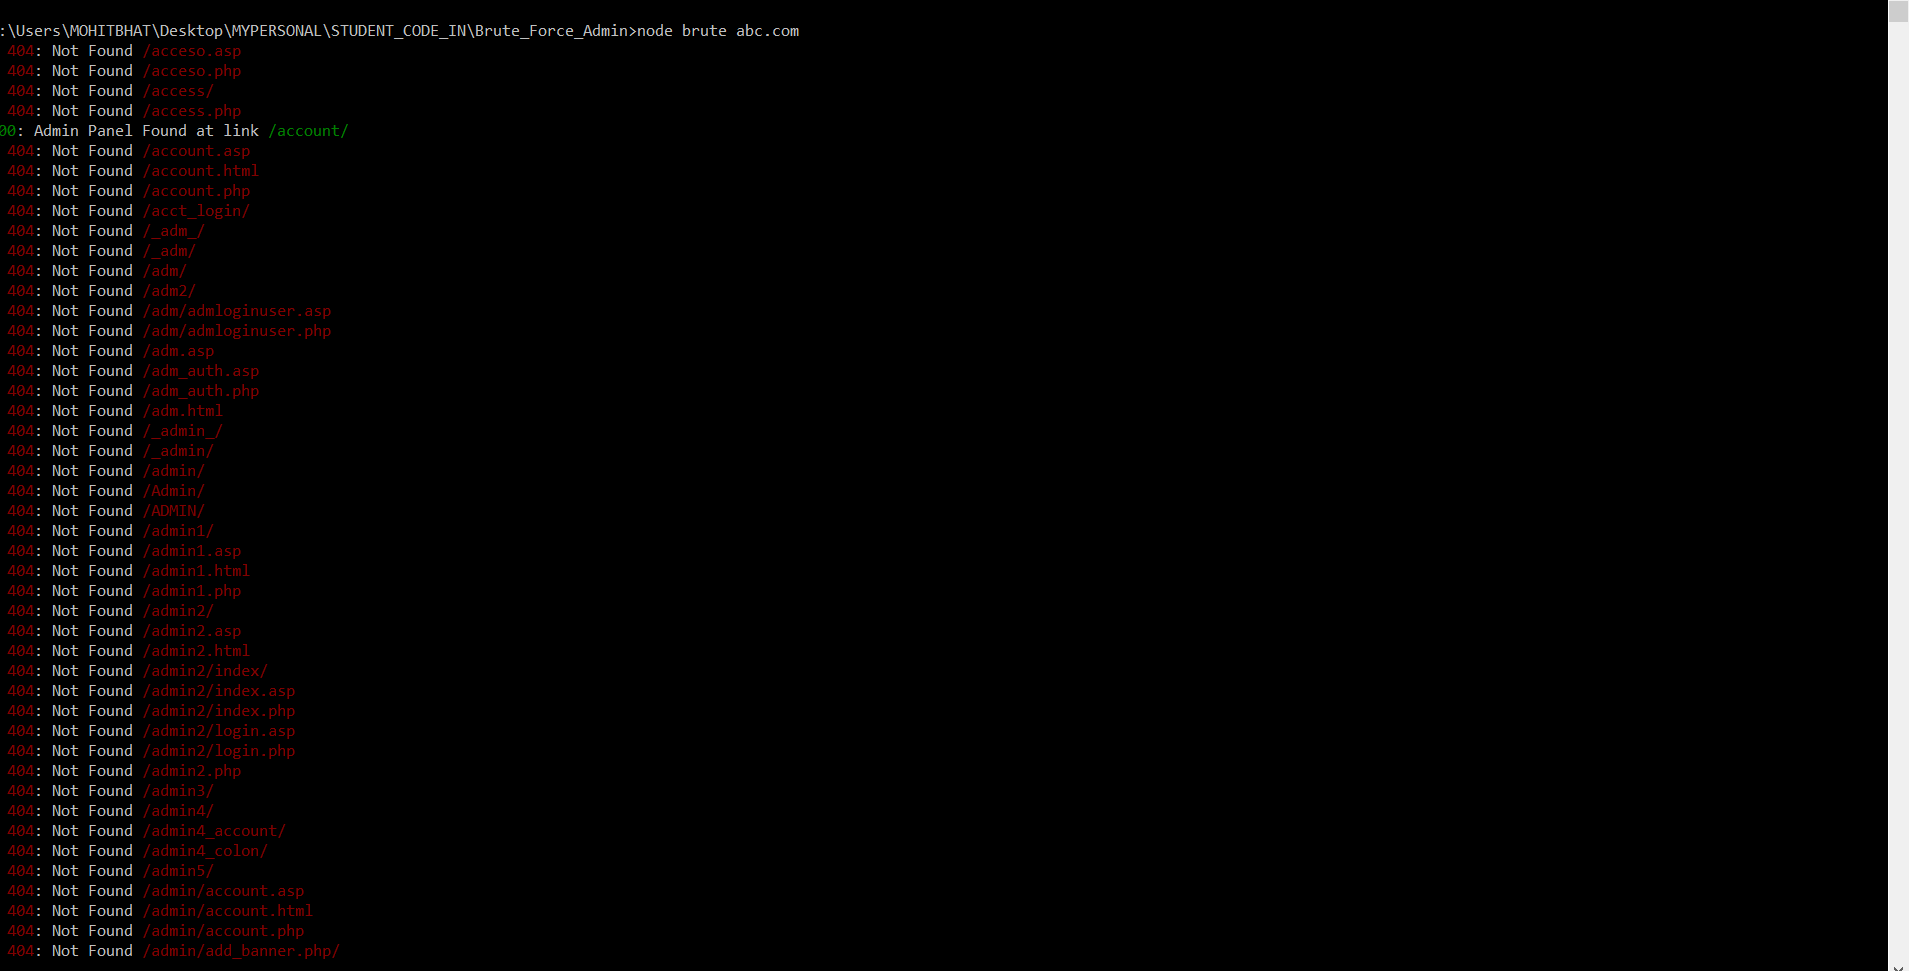 :\Users\MOHITBHAT\Desktop\MYPERSONAL\STUDENT_CODE_IN\Brute_Force_Admin>node brute abc.com
404: Not Found /acceso.asp
404: Not Found /acceso.php
404: Not Found /access/
404: Not Found /access.php
00: Admin Panel Found at link /account/
404: Not Found /account.asp
404: Not Found /account.html
404: Not Found /account.php
404: Not Found /acct_login/
404: Not Found /_adm_/
404: Not Found /_adm/
404: Not Found /adm/
404: Not Found /adm2/
404: Not Found /adm/admloginuser.asp
404: Not Found /adm/admloginuser.php
404: Not Found /adm.asp
404: Not Found /adm_auth.asp
404: Not Found /adm_auth.php
404: Not Found /adm.html
404: Not Found /_admin_/
404: Not Found /_admin/
404: Not Found /admin/
404: Not Found /Admin/
404: Not Found /ADMIN/
404: Not Found /admin1/
404: Not Found /admin1.asp
404: Not Found /admin1.html
404: Not Found /admin1.php
404: Not Found /admin2/
404: Not Found /admin2.asp
404: Not Found /admin2.html
404: Not Found /admin2/index/
404: Not Found /admin2/index.asp
404: Not Found /admin2/index.php
404: Not Found /admin2/login.asp
404: Not Found /admin2/login.php
404: Not Found /admin2.php
404: Not Found /admin3/
404: Not Found /admin4/
404: Not Found /admin4_account/
404: Not Found /admin4_colon/
404: Not Found /admin5/
404: Not Found /admin/account.asp
404: Not Found /admin/account.html
404: Not Found /admin/account.php
404: Not Found /admin/add_banner.php/